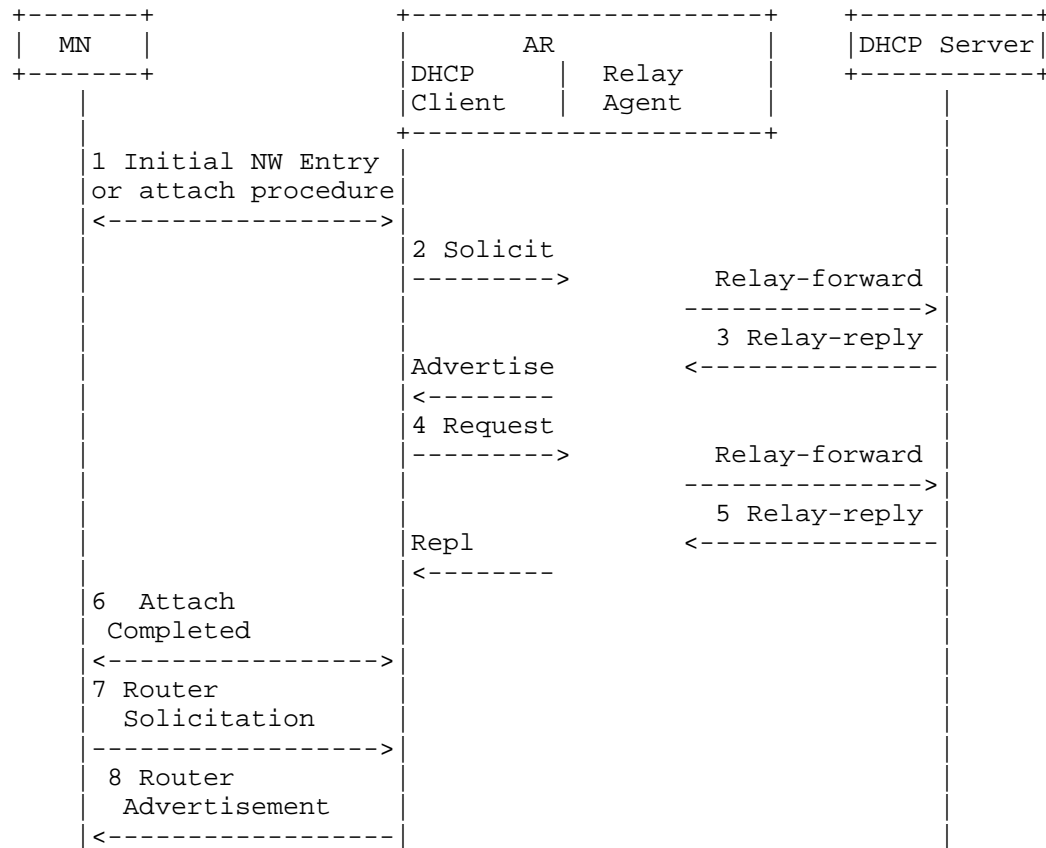 MN AR DHCP Server
DHCP Relay
Client Agent
1 Initial NW Entry
or attach procedure
2 Solicit
Relay-forward
3 Relay-reply
Advertise
4 Request
Relay-forward
5 Relay-reply
Repl
6 Attach
Completed
7 Router
Solicitation
8 Router
Advertisement